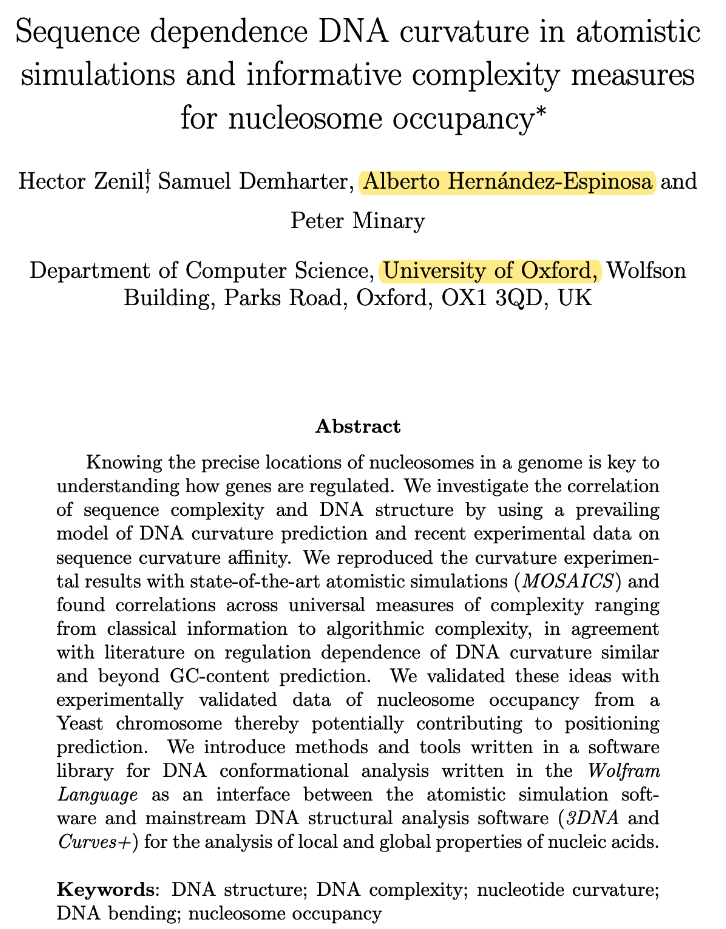 Sequence dependence DNA curvature in atomistic
simulations and informative complexity measures
for nucleosome occupancy*
Hector Zenil†, Samuel Demharter, Alberto Hernández-Espinosa and
Peter Minary
Department of Computer Science, University of Oxford, Wolfson
Building, Parks Road, Oxford, OX1 3QD, UK
Abstract
Knowing the precise locations of nucleosomes in a genome is key to
understanding how genes are regulated. We investigate the correlation
of sequence complexity and DNA structure by using a prevailing
model of DNA curvature prediction and recent experimental data on
sequence curvature affinity. We reproduced the curvature experimen-
tal results with state-of-the-art atomistic simulations (MOSAICS) and
found correlations across universal measures of complexity ranging
from classical information to algorithmic complexity, in agreement
with literature on regulation dependence of DNA curvature similar
and beyond GC-content prediction. We validated these ideas with
experimentally validated data of nucleosome occupancy from a
Yeast chromosome thereby potentially contributing to positioning
prediction. We introduce methods and tools written in a software
library for DNA conformational analysis written in the Wolfram
Language as an interface between the atomistic simulation soft-
ware and mainstream DNA structural analysis software (3DNA and
Curves+) for the analysis of local and global properties of nucleic acids.
Keywords: DNA structure; DNA complexity; nucleotide curvature;
DNA bending; nucleosome occupancy